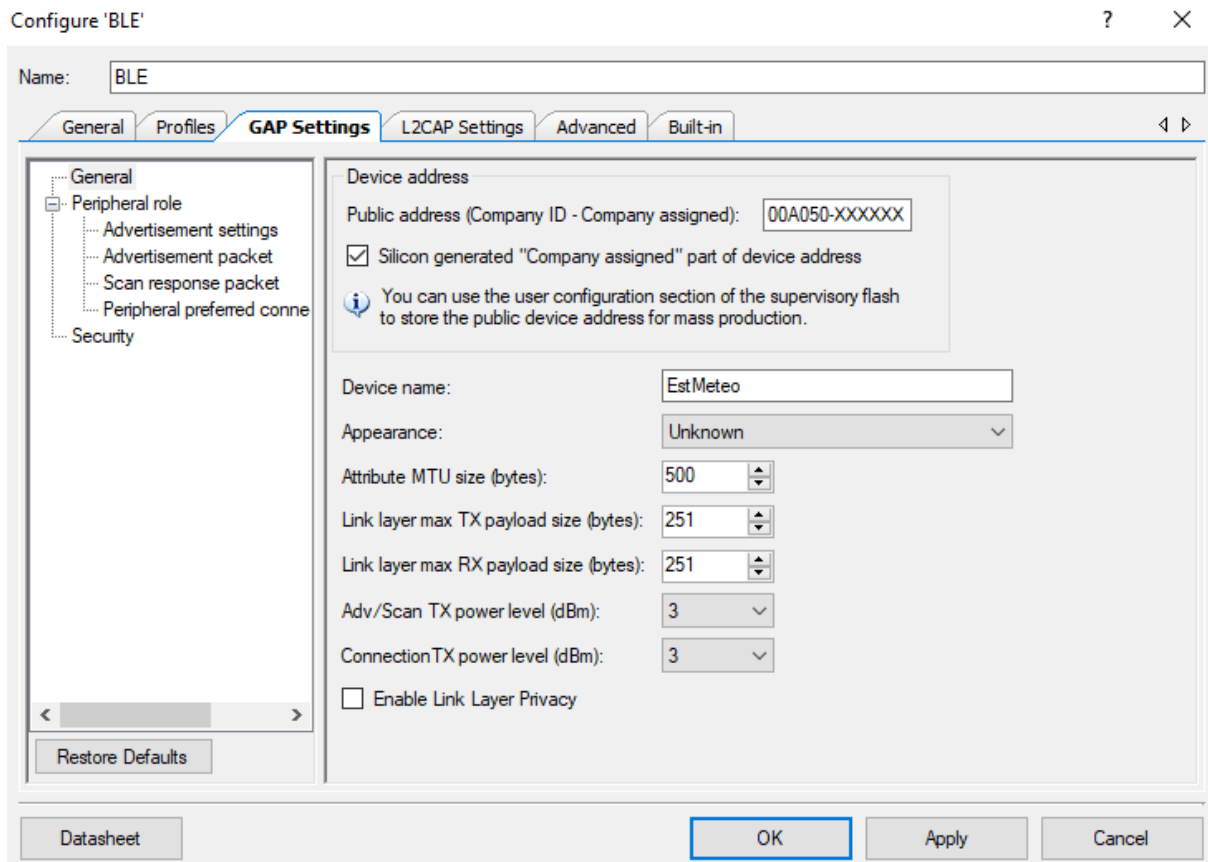 Configure 'BLE'
?
Name: BLE
General Profiles GAP Settings L2CAP Settings Advanced Built-in
General
Peripheral role
Advertisement settings
Advertisement packet
Scan response packet
Peripheral preferred conne
Security
Restore Defaults
Device address
Public address (Company ID - Company assigned): 00A050-XXXXXX
Silicon generated "Company assigned" part of device address
You can use the user configuration section of the supervisory flash
to store the public device address for mass production.
Device name: EstMeteo
Appearance: Unknown
Attribute MTU size (bytes): 500
Link layer max TX payload size (bytes): 251
Link layer max RX payload size (bytes): 251
Adv/Scan TX power level (dBm): 3
ConnectionTX power level (dBm): 3
Enable Link Layer Privacy
Datasheet OK Apply Cancel